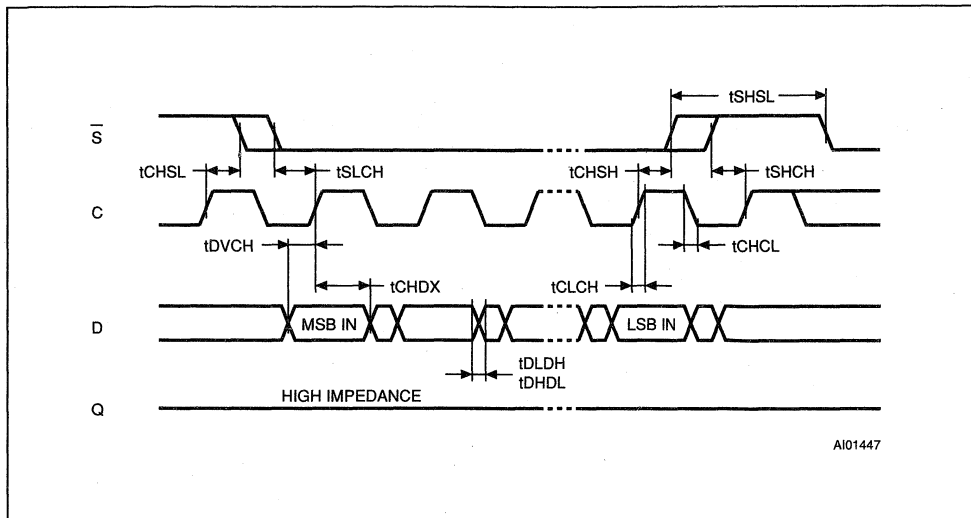 tSHSL
S
tCHSL
tSLCH
tCHSH
tSHCH
C
tDVCH
tCHCL
tCHDX
tCLCH
D
MSB IN
LSB IN
tDLDH
tDHDL
HIGH IMPEDANCE
Q
AI01447